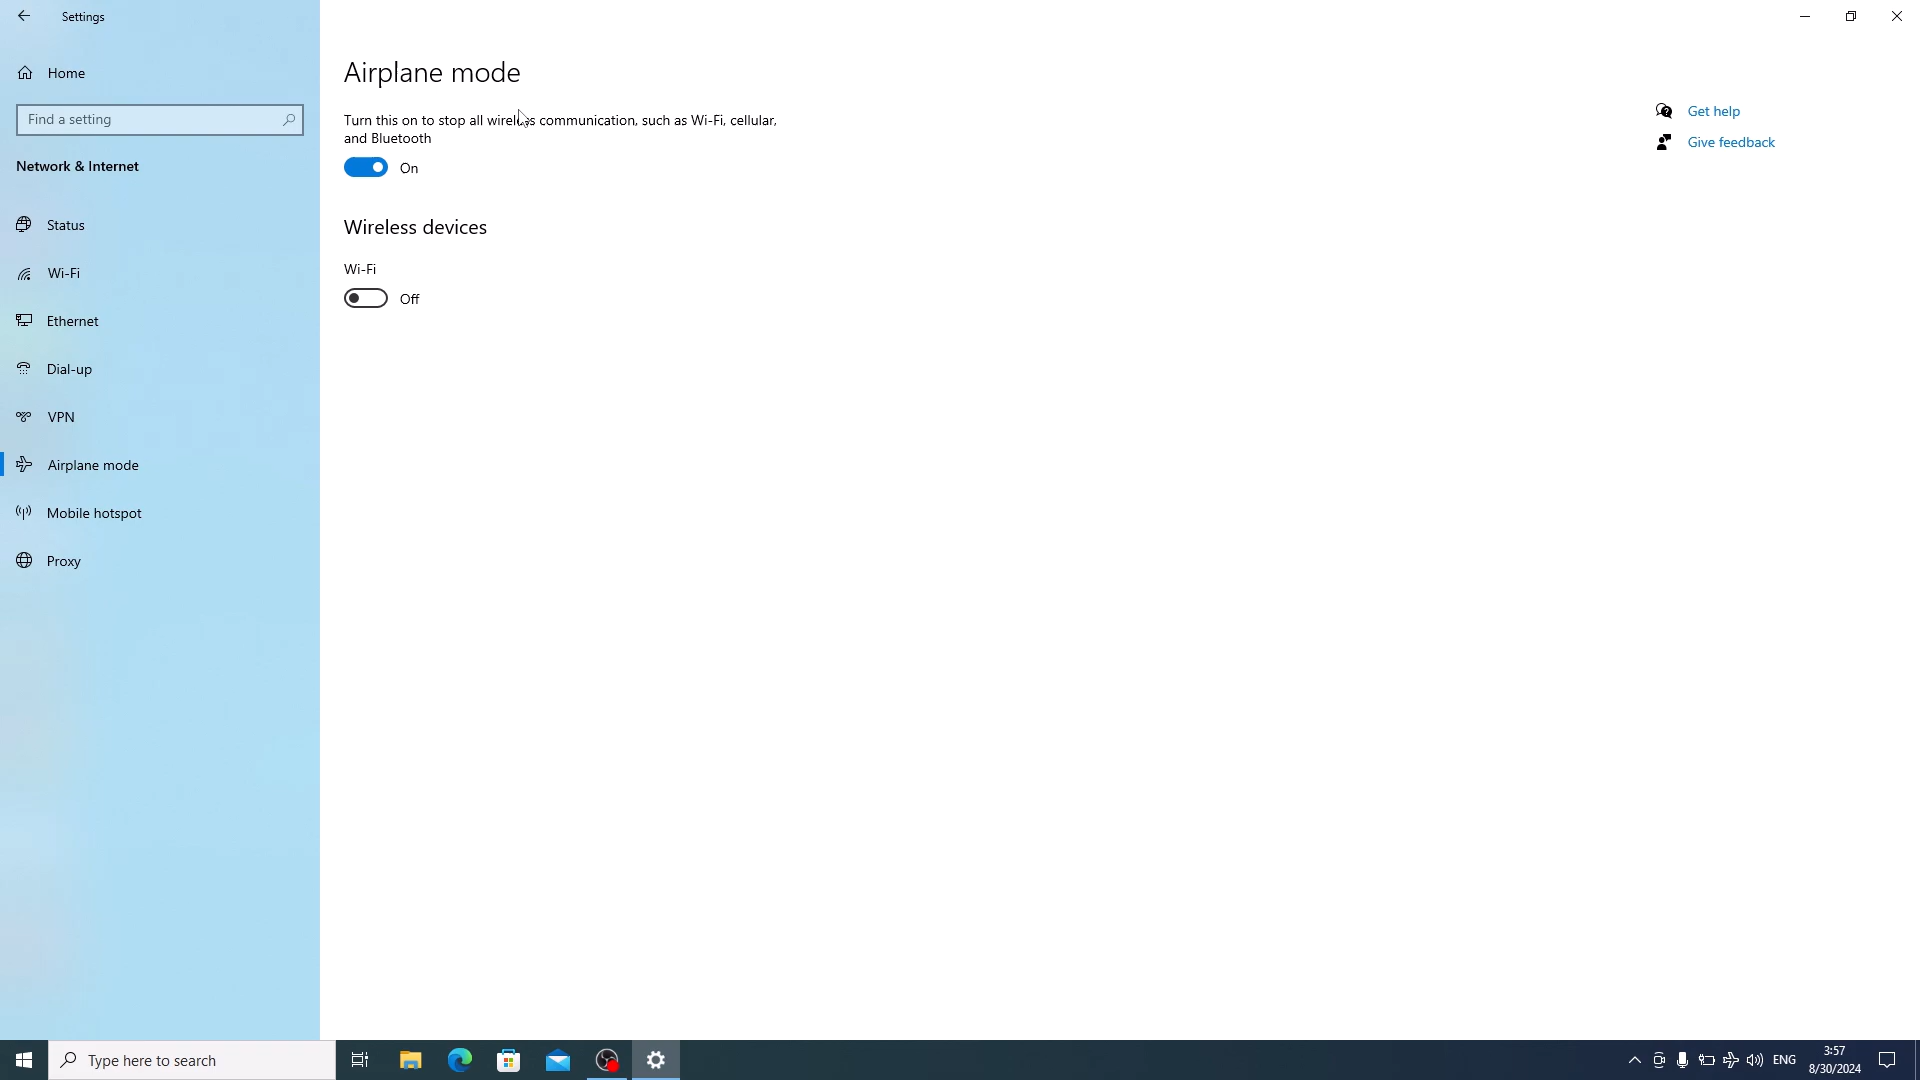 Settings
Home
Find a setting
Network & Internet
Status
Wi-Fi
Ethernet
Dial-up
VPN
Airplane mode
Mobile hotspot
Proxy
Airplane mode
Turn this on to stop all wireless communication, such as Wi-Fi, cellular,
and Bluetooth
On
Wireless devices
Wi-Fi
Off
Get help
Give feedback
Type here to search
ENG
3:57
8/30/2024